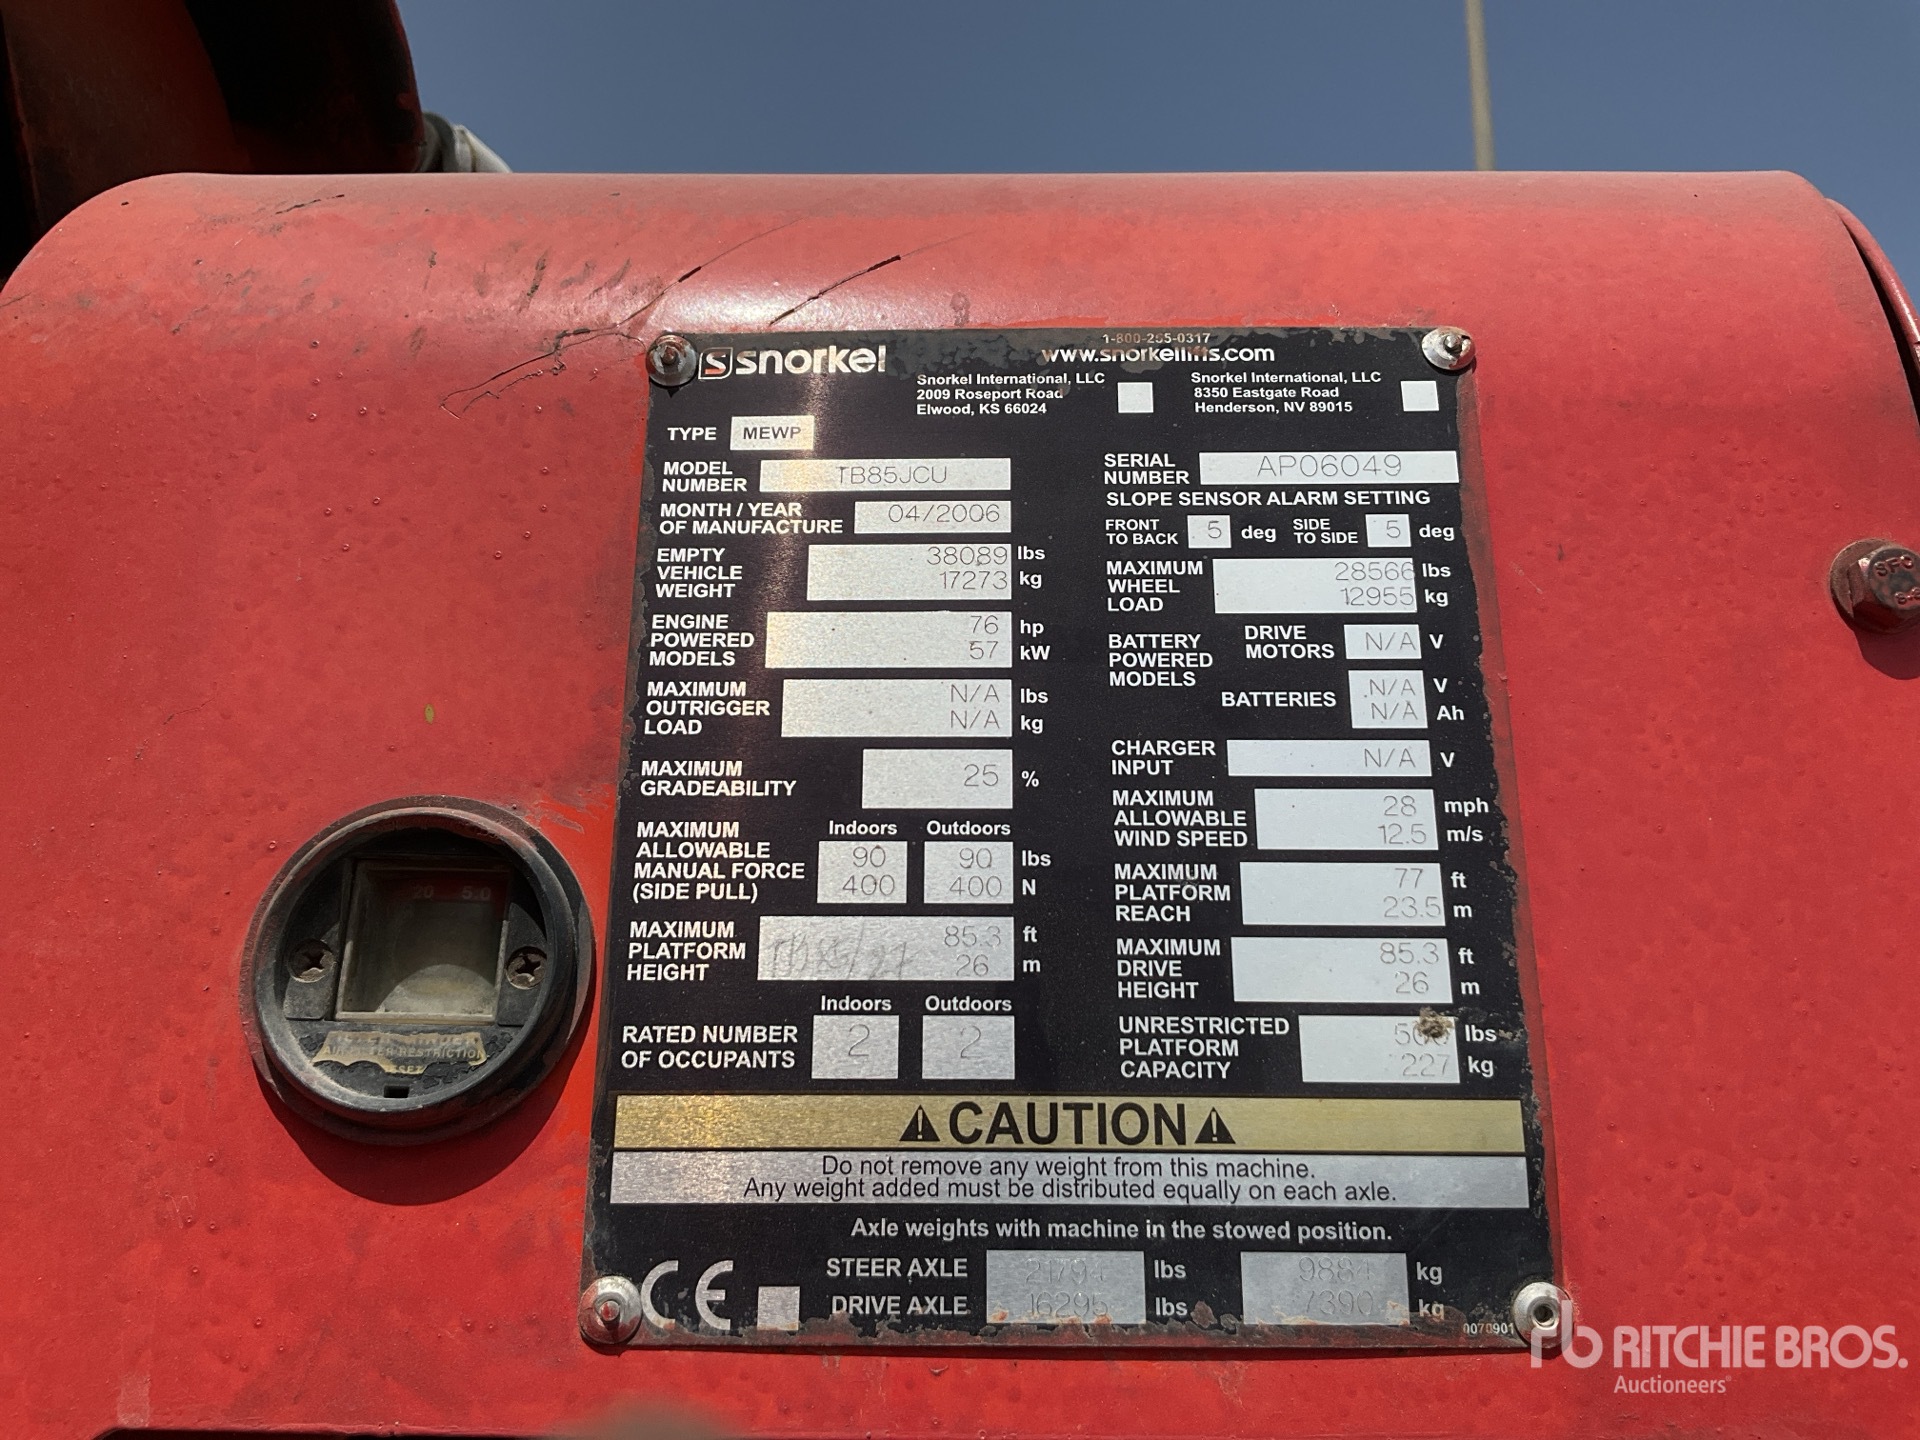 snorkel
1-800-255-0317
www.snorkellifts.com
Snorkel International, LLC
2009 Roseport Road
Elwood, KS 66024
Snorkel International, LLC
8350 Eastgate Road
Henderson, NV 89015
TYPE MEWP
MODEL NUMBER TB85JCU
SERIAL NUMBER AP06049
MONTH / YEAR OF MANUFACTURE 04/2006
SLOPE SENSOR ALARM SETTING
FRONT TO BACK 5 deg SIDE TO SIDE 5 deg
EMPTY VEHICLE WEIGHT 38089 lbs
17273 kg
MAXIMUM WHEEL LOAD 28566 lbs
12955 kg
ENGINE POWERED MODELS 76 hp
57 kW
BATTERY POWERED MODELS
DRIVE MOTORS N/A V
BATTERIES N/A V
N/A Ah
MAXIMUM OUTRIGGER LOAD N/A lbs
N/A kg
CHARGER INPUT N/A V
MAXIMUM GRADEABILITY 25 %
MAXIMUM ALLOWABLE WIND SPEED 28 mph
12.5 m/s
MAXIMUM ALLOWABLE MANUAL FORCE (SIDE PULL)
Indoors Outdoors
90 90 lbs
400 400 N
MAXIMUM PLATFORM REACH 77 ft
23.5 m
MAXIMUM PLATFORM HEIGHT 85.3 ft
26 m
MAXIMUM DRIVE HEIGHT 85.3 ft
26 m
Indoors Outdoors
RATED NUMBER OF OCCUPANTS 2 2
UNRESTRICTED PLATFORM CAPACITY lbs
227 kg
CAUTION
Do not remove any weight from this machine.
Any weight added must be distributed equally on each axle.
Axle weights with machine in the stowed position.
STEER AXLE lbs kg
DRIVE AXLE 16295 lbs 7390 kg
CE
0070901
20 5.0
RESTRICTION
SFC
rb RITCHIE BROS.
Auctioneers